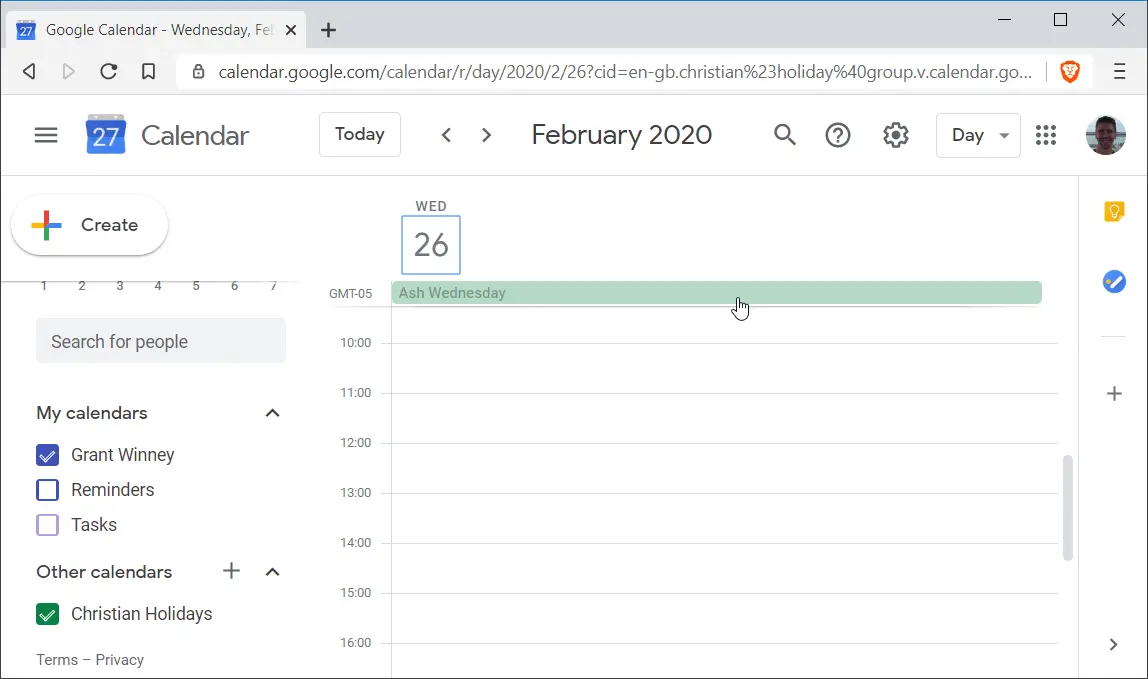 27 Google Calendar - Wednesday, Feb
calendar.google.com/calendar/r/day/2020/2/26?cid=en-gb.christian%23holiday%40group.v.calendar.go...
27 Calendar Today February 2020 Day
Create
WED
26
1 2 3 4 5 6 7
GMT-05 Ash Wednesday
Search for people
My calendars
Grant Winney
Reminders
Tasks
Other calendars
Christian Holidays
Terms – Privacy
10:00
11:00
12:00
13:00
14:00
15:00
16:00